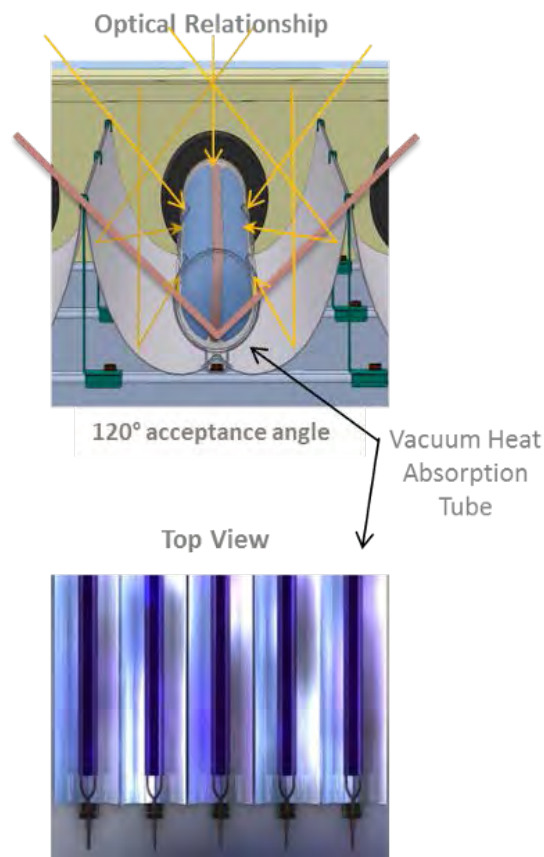 Optical Relationship
120° acceptance angle
Vacuum Heat
Absorption
Tube
Top View